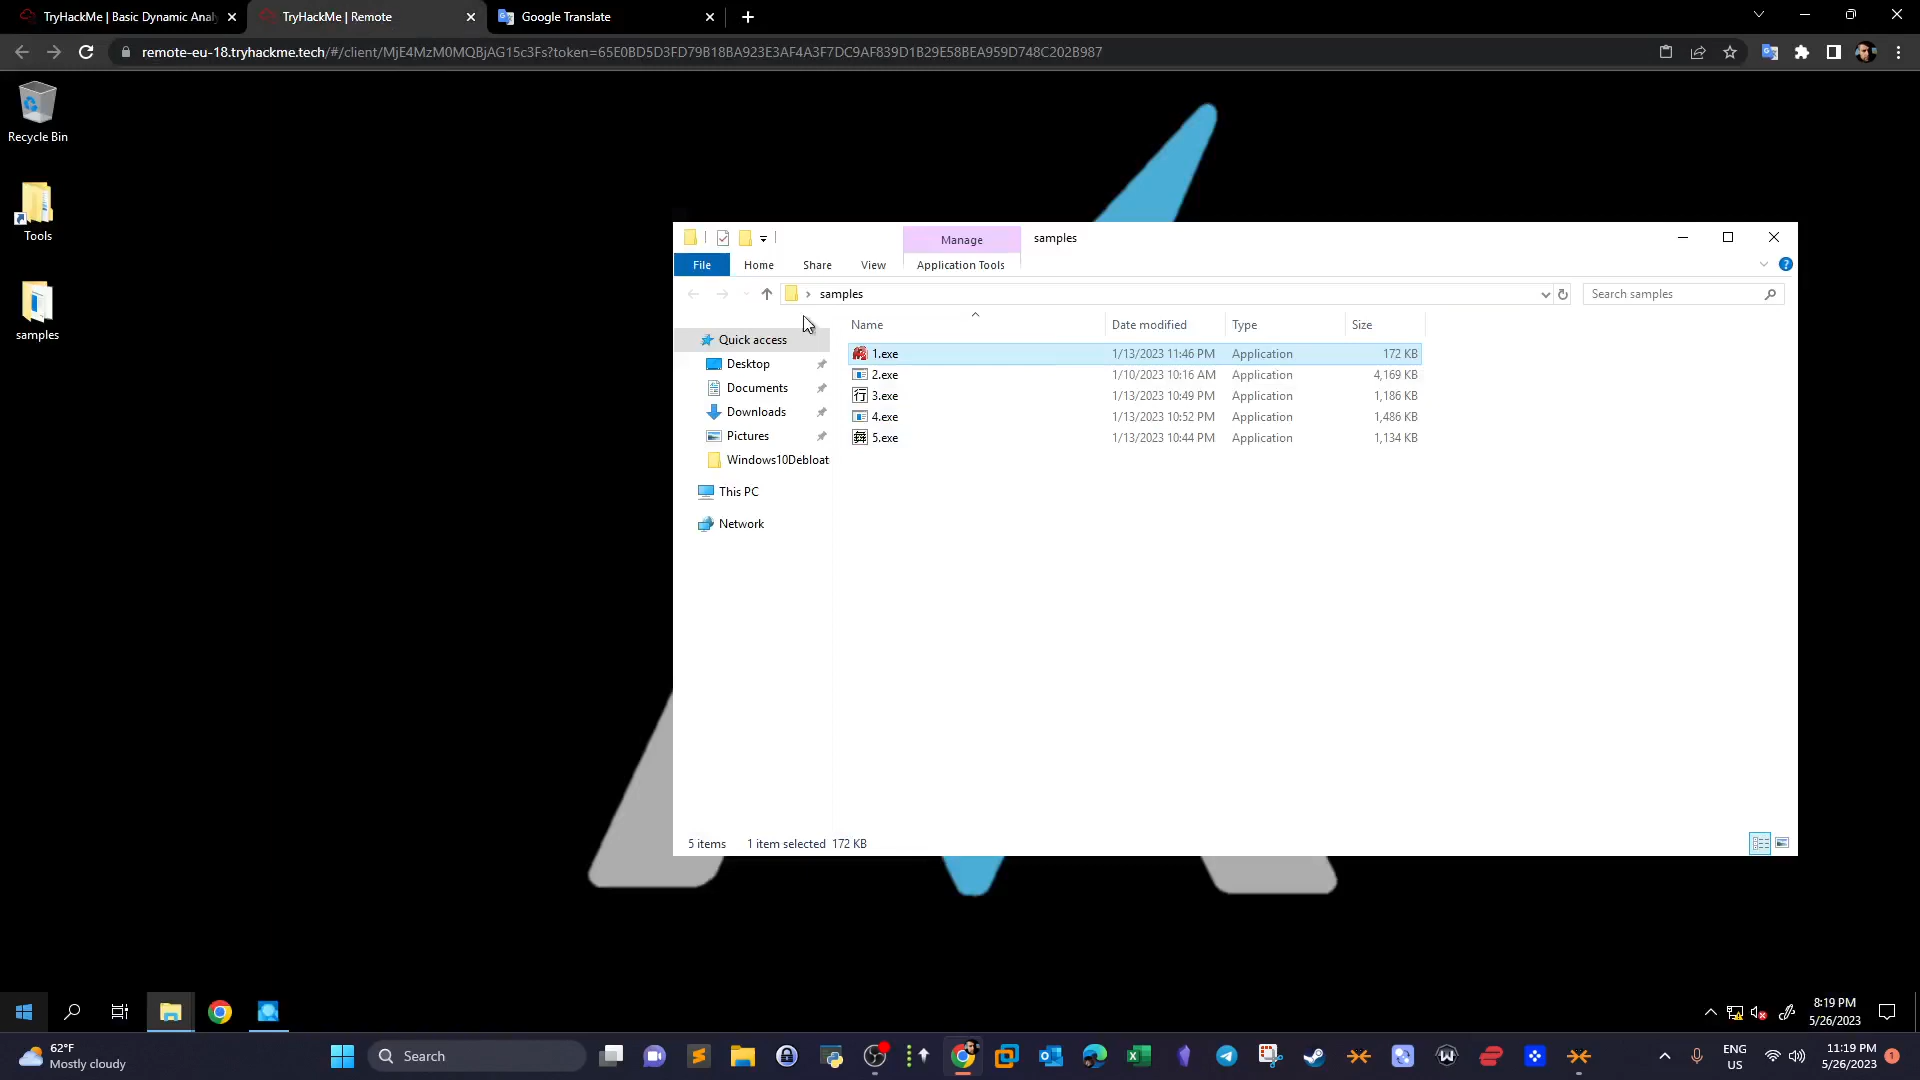 TryHackMe | Basic Dynamic Anal
TryHackMe | Remote
Google Translate
remote-eu-18.tryhackme.tech/#/client/MjE4MzM0MQBjAG15c3Fs?token=65E0BD5D3FD79B18BA923E3AF4A3F7DC9AF839D1B29E58BEA959D748C202B987
Recycle Bin
Tools
samples
Manage
samples
File
Home
Share
View
Application Tools
samples
Search samples
Name
Date modified
Type
Size
Quick access
Desktop
Documents
Downloads
Pictures
Windows10Debloat
This PC
Network
1.exe 1/13/2023 11:46 PM Application 172 KB
2.exe 1/10/2023 10:16 AM Application 4,169 KB
3.exe 1/13/2023 10:49 PM Application 1,186 KB
4.exe 1/13/2023 10:52 PM Application 1,486 KB
5.exe 1/13/2023 10:44 PM Application 1,134 KB
5 items 1 item selected 172 KB
8:19 PM
5/26/2023
62°F
Mostly cloudy
Search
ENG
US
11:19 PM
5/26/2023
1